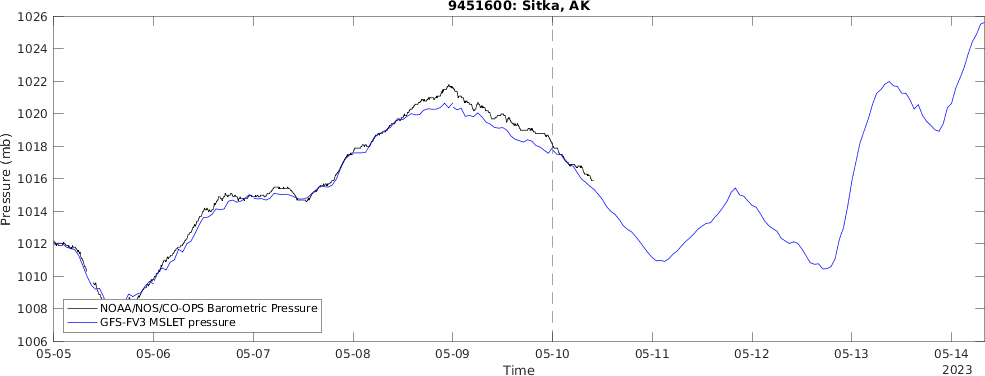 9451600: Sitka, AK
1026
1024
1022
1020
1018
1016
1014
1012
1010
1008
1006
Pressure (mb)
NOAA/NOS/CO-OPS Barometric Pressure
GFS-FV3 MSLET pressure
05-05 05-06 05-07 05-08 05-09 05-10 05-11 05-12 05-13 05-14
Time 2023